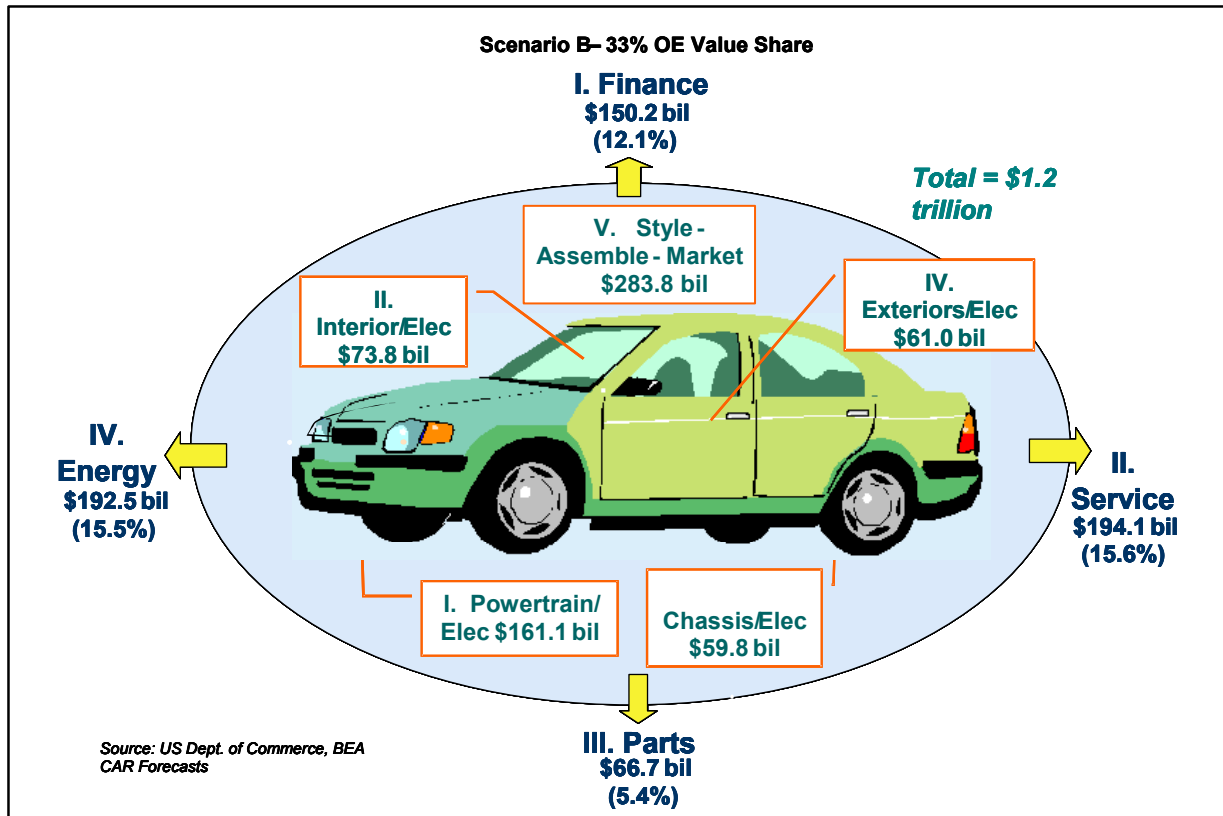 Scenario B– 33% OE Value Share
I. Finance
$150.2 bil
(12.1%)
Total = $1.2
trillion
V. Style -
Assemble - Market
$283.8 bil
II.
Interior/Elec
$73.8 bil
IV.
Exteriors/Elec
$61.0 bil
IV.
Energy
$192.5 bil
(15.5%)
II.
Service
$194.1 bil
(15.6%)
I. Powertrain/
Elec $161.1 bil
Chassis/Elec
$59.8 bil
III. Parts
$66.7 bil
(5.4%)
Source: US Dept. of Commerce, BEA
CAR Forecasts